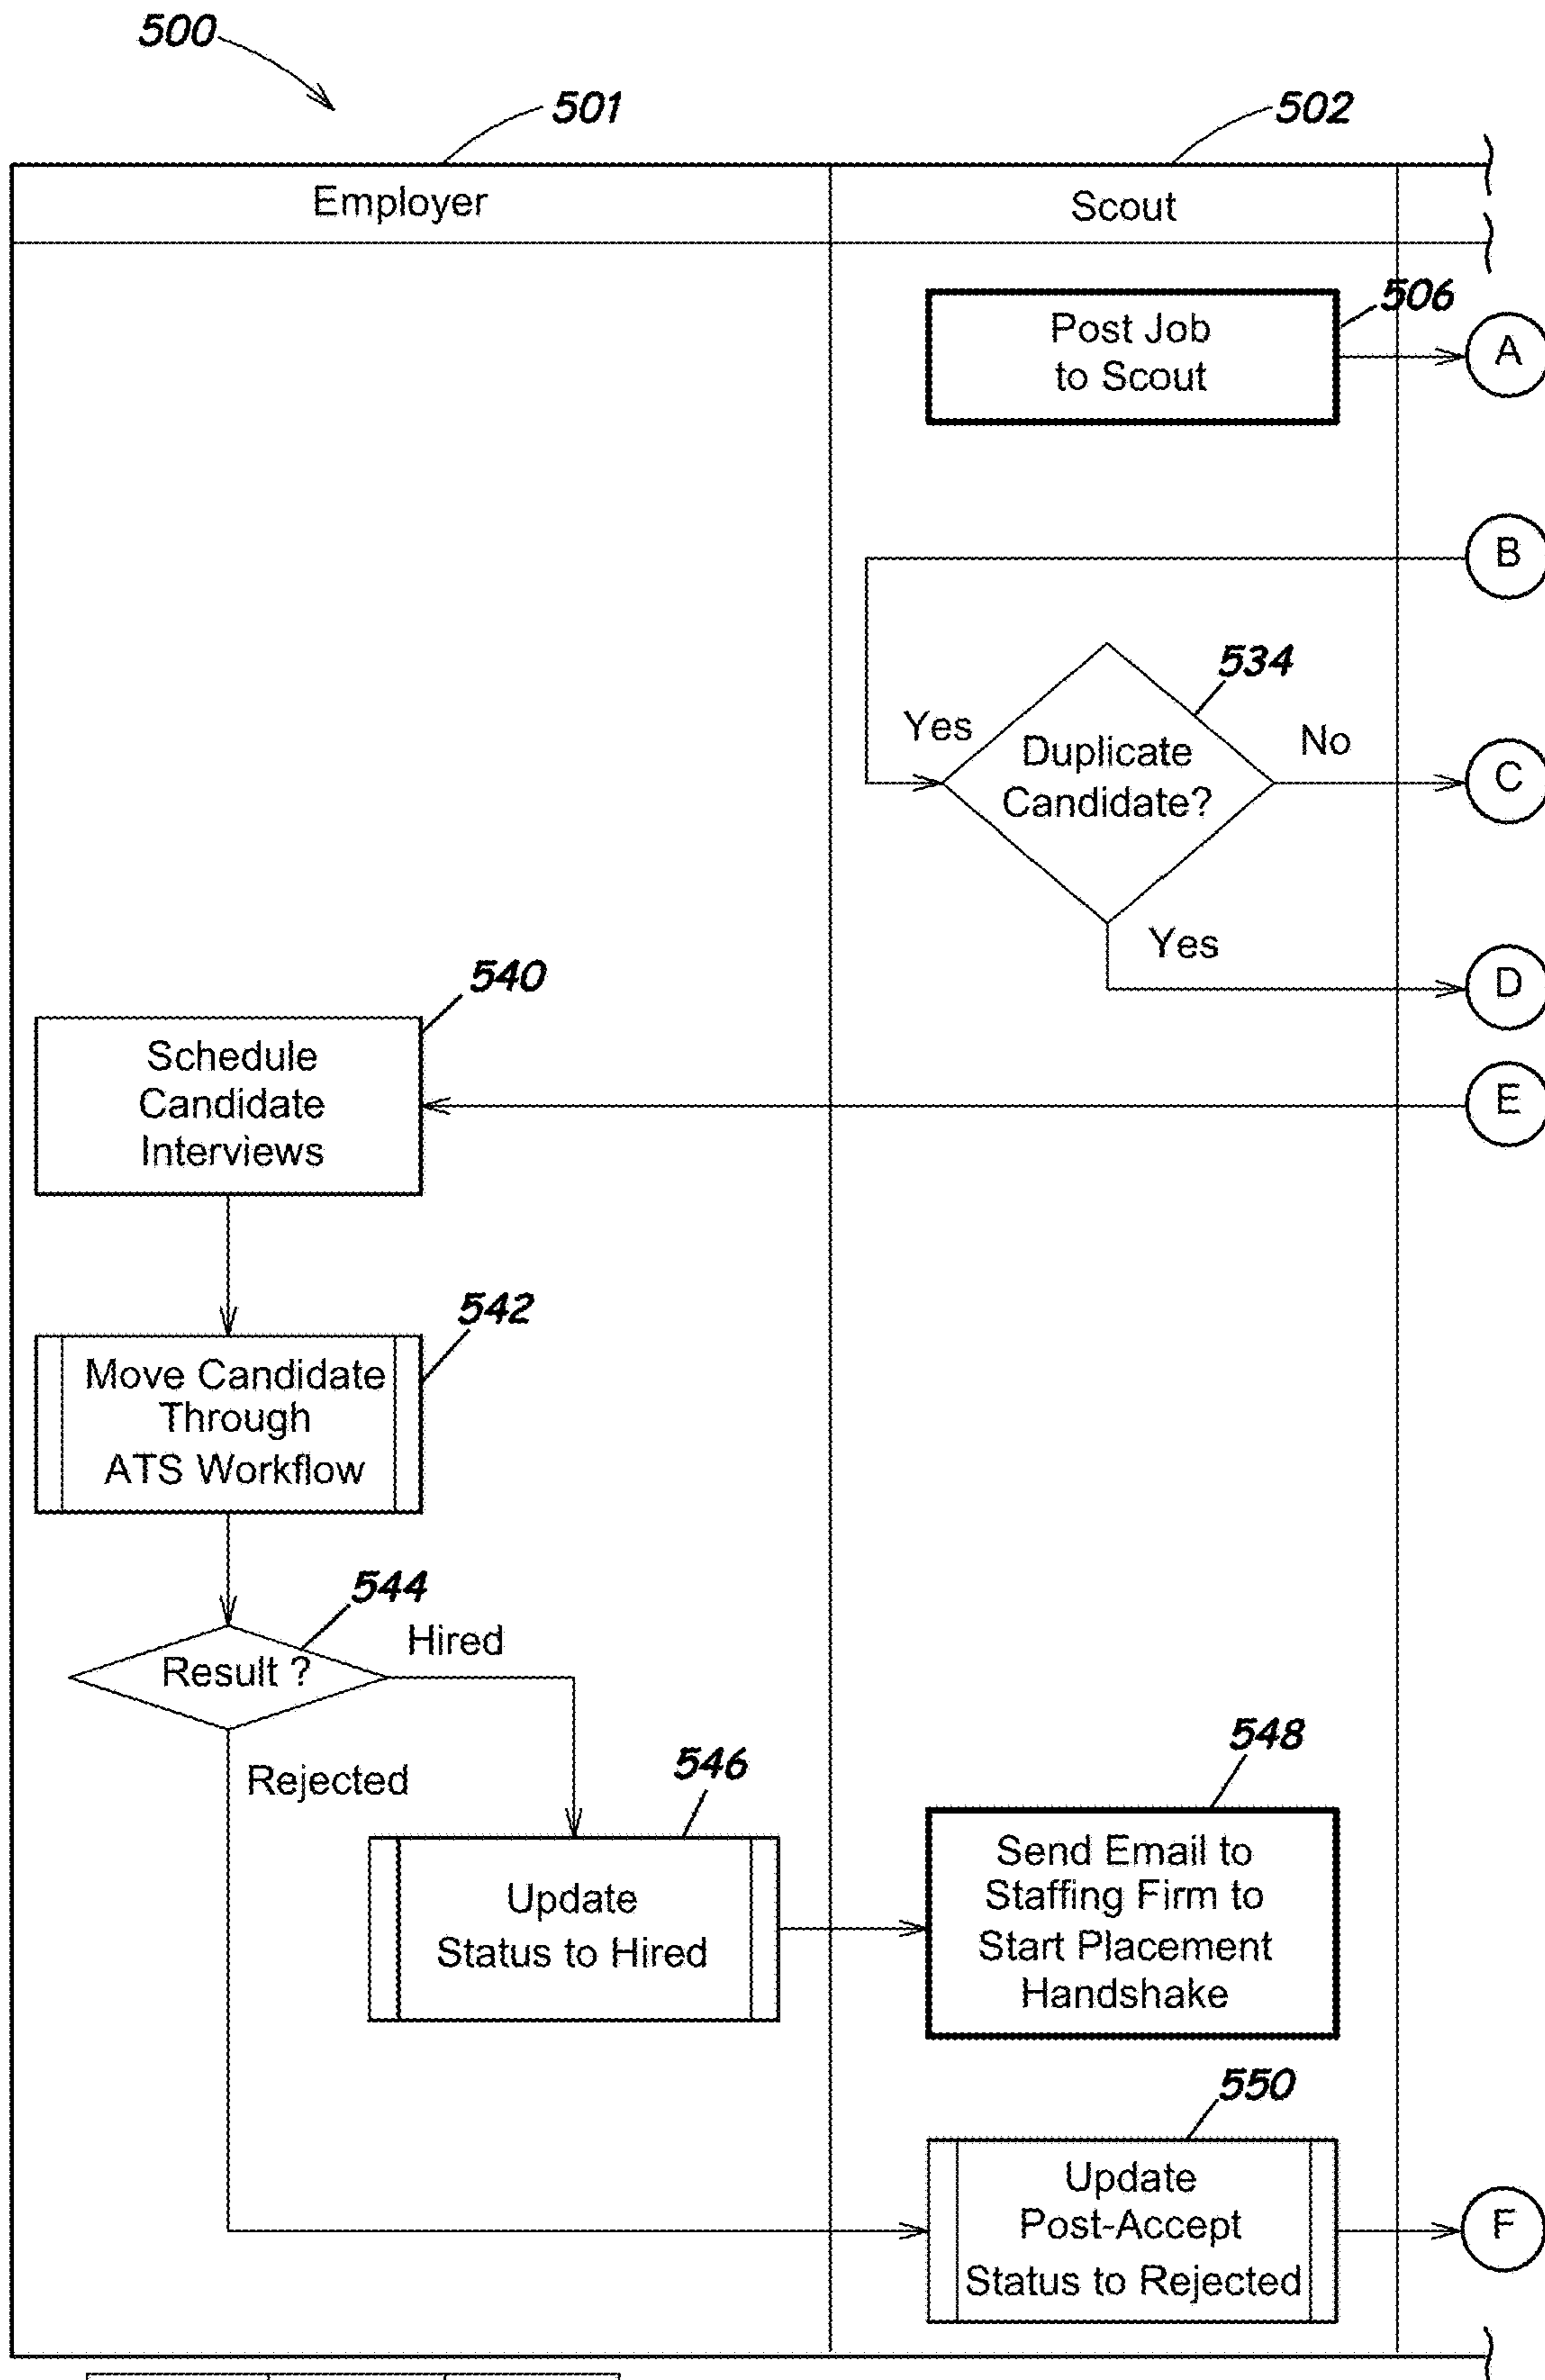 500
501
502
Employer
Scout
506
Post Job
to Scout
A
B
534
Yes
Duplicate
Candidate?
No
C
Yes
D
540
Schedule
Candidate
Interviews
E
542
Move Candidate
Through
ATS Workflow
544
Result ?
Hired
Rejected
546
Update
Status to Hired
548
Send Email to
Staffing Firm to
Start Placement
Handshake
550
Update
Post-Accept
Status to Rejected
F